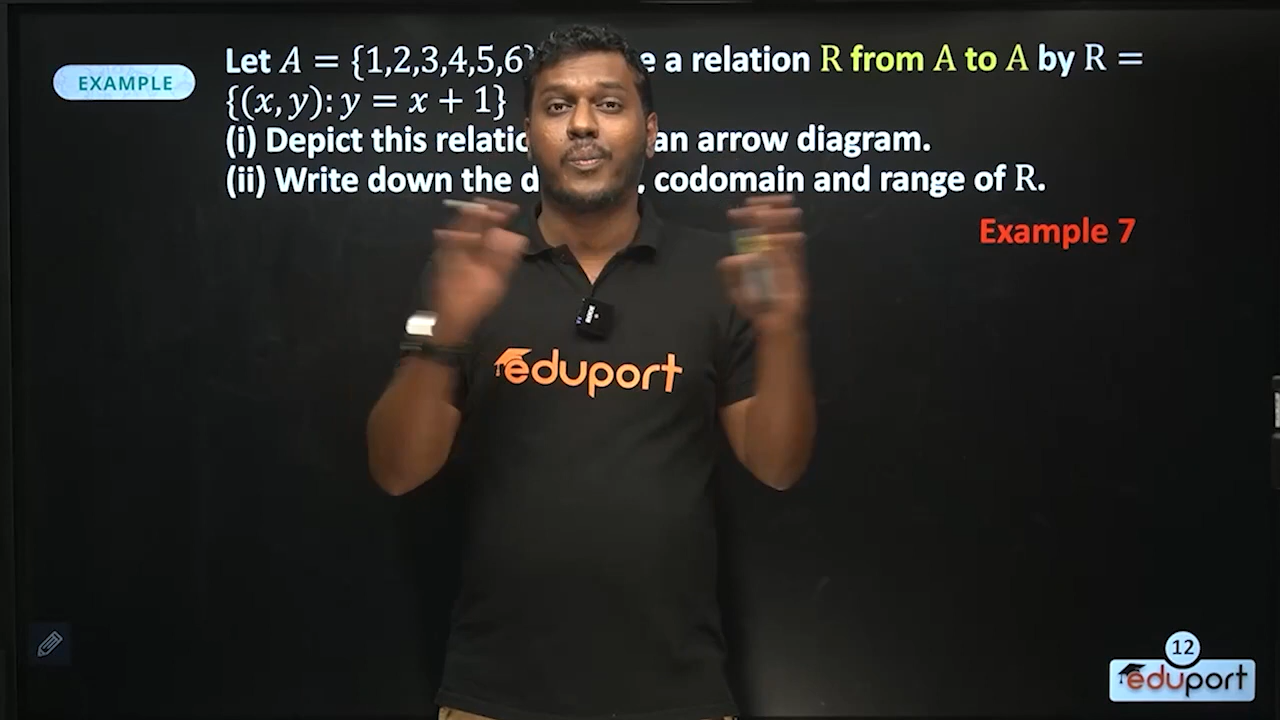 EXAMPLE
Let A = {1,2,3,4,5,6 e a relation R from A to A by R =
{(x, y): y = x + 1}
(i) Depict this relatio an arrow diagram.
(ii) Write down the d , codomain and range of R.
Example 7
eduport
12
eduport